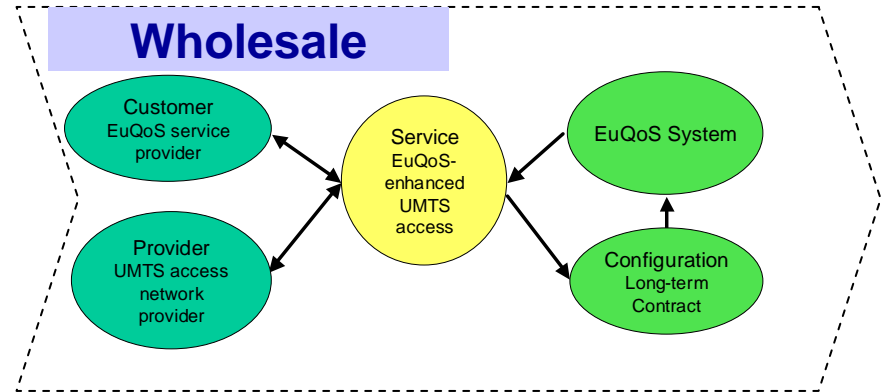 Wholesale
Customer
EuQoS service
provider
Provider
UMTS access
network
provider
Service
EuQoS-
enhanced
UMTS
access
EuQoS System
Configuration
Long-term
Contract